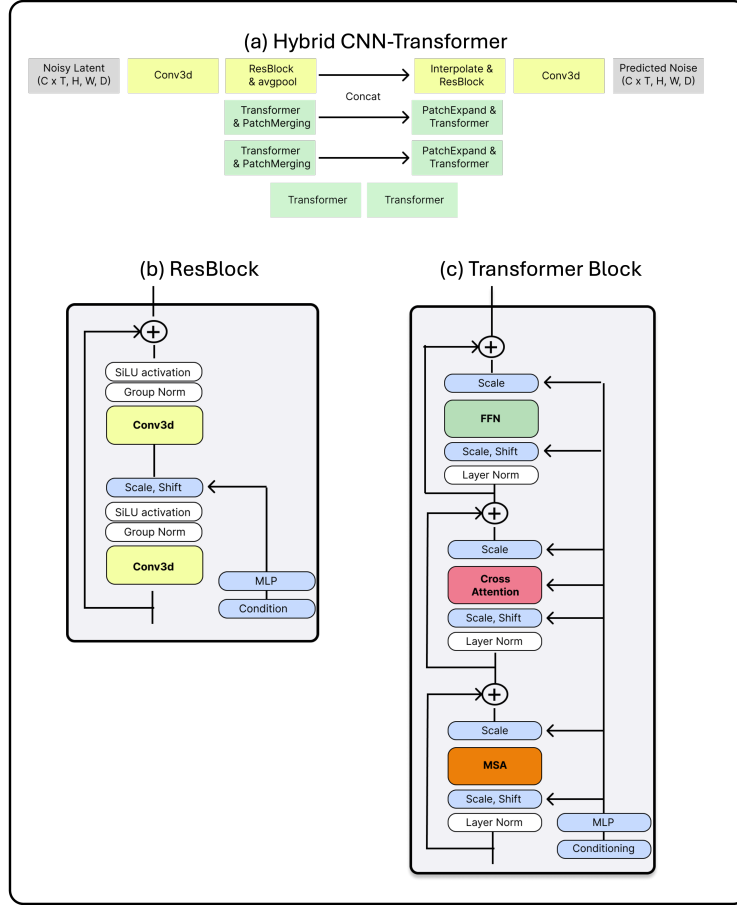 (a) Hybrid CNN-Transformer
Noisy Latent
(C x T, H, W, D)
Conv3d
ResBlock
& avgpool
Interpolate &
ResBlock
Conv3d
Predicted Noise
(C x T, H, W, D)
Concat
Transformer
& PatchMerging
PatchExpand &
Transformer
Transformer
& PatchMerging
PatchExpand &
Transformer
Transformer
Transformer
(b) ResBlock
+
SiLU activation
Group Norm
Conv3d
Scale, Shift
SiLU activation
Group Norm
Conv3d
MLP
Condition
(c) Transformer Block
+
Scale
FFN
Scale, Shift
Layer Norm
+
Scale
Cross
Attention
Scale, Shift
Layer Norm
+
Scale
MSA
Scale, Shift
Layer Norm
MLP
Conditioning